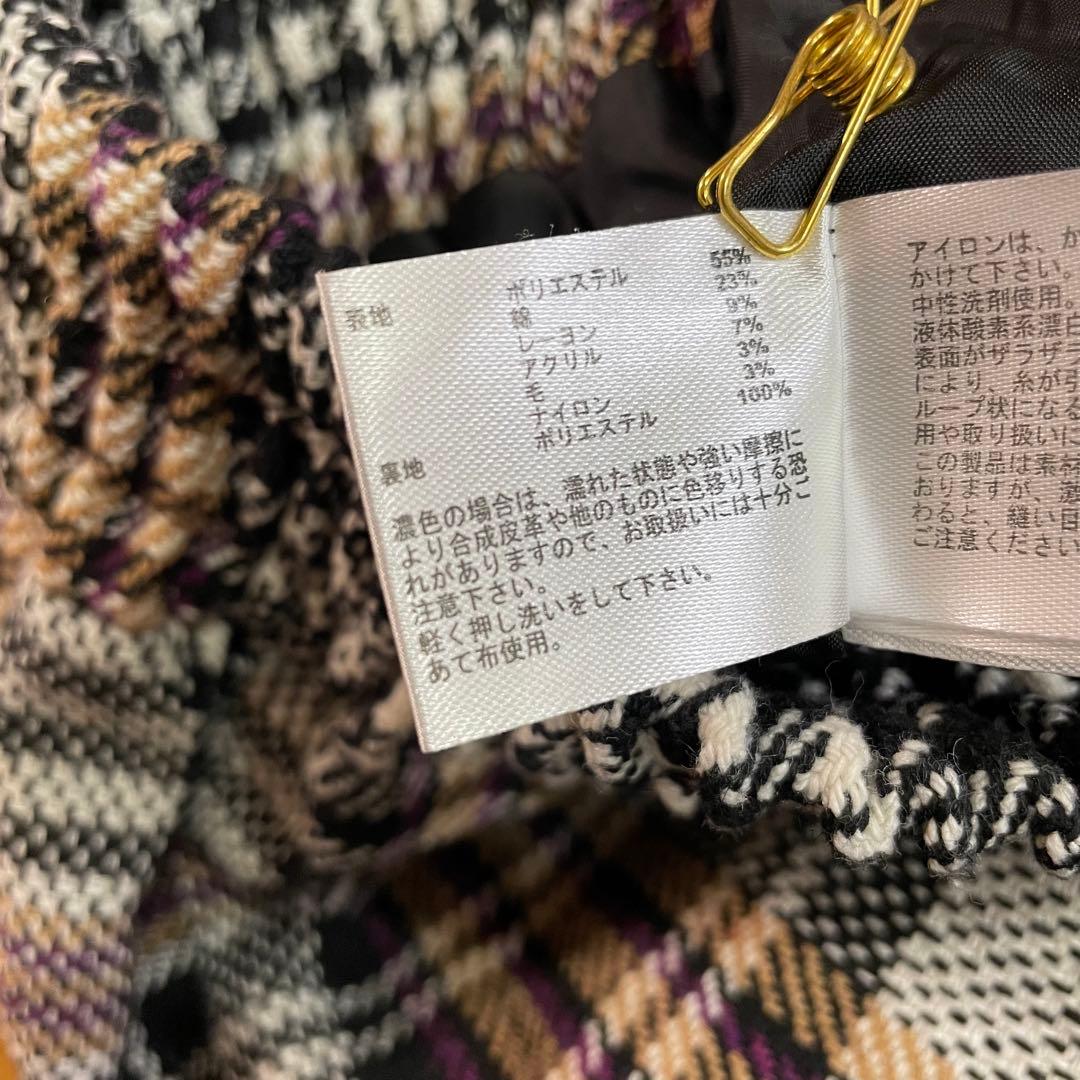 表地 ポリエステル 55%
綿 23%
レーヨン 9%
アクリル 7%
毛 3%
ナイロン 3%
裏地 ポリエステル 100%
濃色の場合は、濡れた状態や強い摩擦に
より合成皮革や他のものに色移りする恐
れがありますので、お取扱いには十分ご
注意下さい。
軽く押し洗いをして下さい。
あて布使用。
アイロンは、か
かけて下さい。
中性洗剤使用。
液体酸素系漂白
表面がザラザラ
により、糸が引
ループ状になる
用や取り扱いに
この製品は素材
おりますが、激
わると、縫い目
ご注意ください